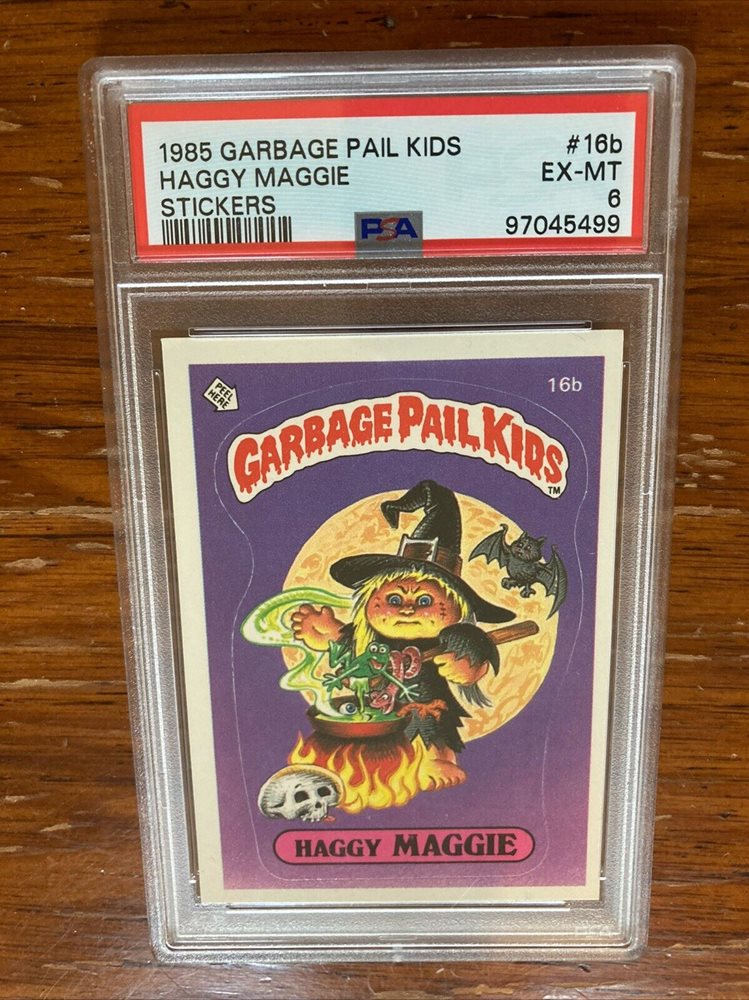 1985 GARBAGE PAIL KIDS #16b
HAGGY MAGGIE EX-MT
STICKERS 6
PSA 97045499
PEEL HERE
16b
GARBAGE PAIL KIDS TM
HAGGY MAGGIE